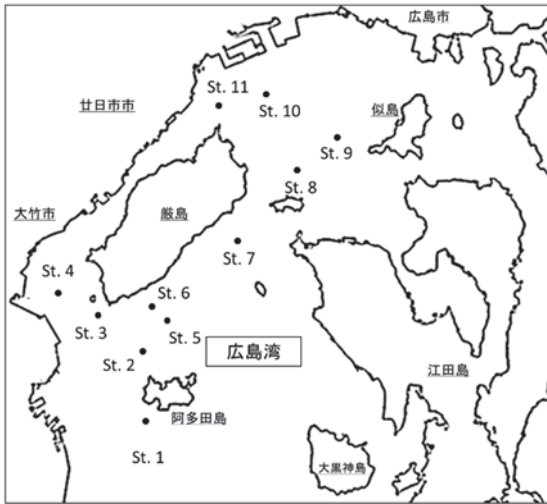 広島市
St. 11
廿日市市
St. 10
似島
St. 9
St. 8
大竹市
厳島
St. 7
St. 4
St. 6
St. 3
St. 5
広島湾
St. 2
江田島
阿多田島
St. 1
大黒神島